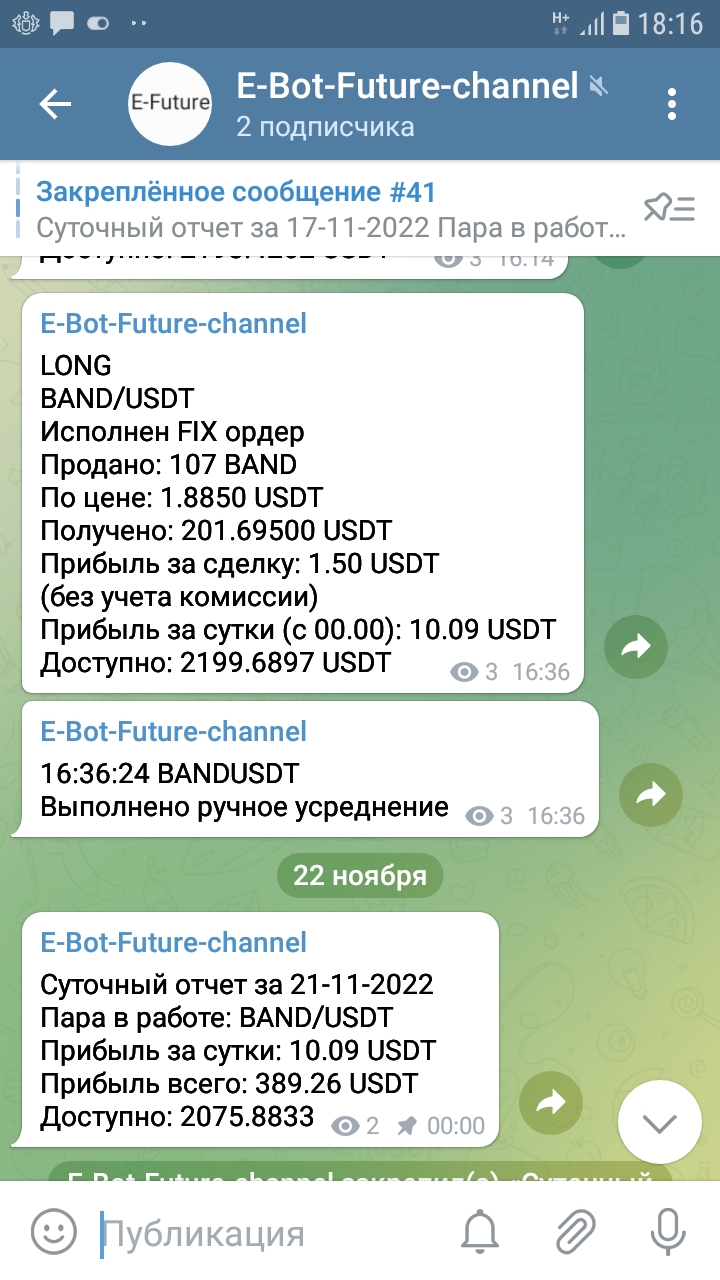 H+
18:16
E-Future
E-Bot-Future-channel
2 подписчика
Закреплённое сообщение #41
Суточный отчет за 17-11-2022 Пара в работ...
3 16:14
E-Bot-Future-channel
LONG
BAND/USDT
Исполнен FIX ордер
Продано: 107 BAND
По цене: 1.8850 USDT
Получено: 201.69500 USDT
Прибыль за сделку: 1.50 USDT
(без учета комиссии)
Прибыль за сутки (с 00.00): 10.09 USDT
Доступно: 2199.6897 USDT
3 16:36
E-Bot-Future-channel
16:36:24 BANDUSDT
Выполнено ручное усреднение
3 16:36
22 ноября
E-Bot-Future-channel
Суточный отчет за 21-11-2022
Пара в работе: BAND/USDT
Прибыль за сутки: 10.09 USDT
Прибыль всего: 389.26 USDT
Доступно: 2075.8833
2 00:00
E-Bot-Future-channel закрепил(а) «Суточный
Публикация